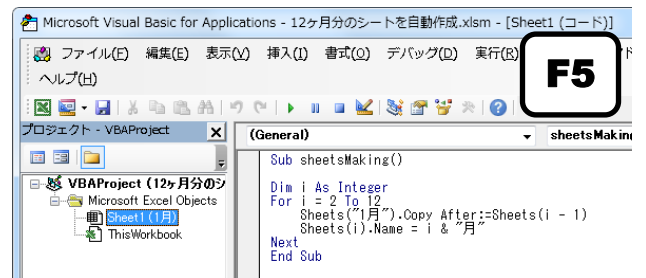 Microsoft Visual Basic for Applications - 12ヶ月分のシートを自動作成.xlsm - [Sheet1 (コード)]
ファイル(F) 編集(E) 表示(V) 挿入(I) 書式(O) デバッグ(D) 実行(R)
F5
ヘルプ(H)
プロジェクト - VBAProject
(General)
sheetsMakin
Sub sheetsMaking()
VBAProject (12ヶ月分のシ
Microsoft Excel Objects
Sheet1 (1月)
ThisWorkbook
Dim i As Integer
For i = 2 To 12
Sheets("1月").Copy After:=Sheets(i - 1)
Sheets(i).Name = i & "月"
Next
End Sub